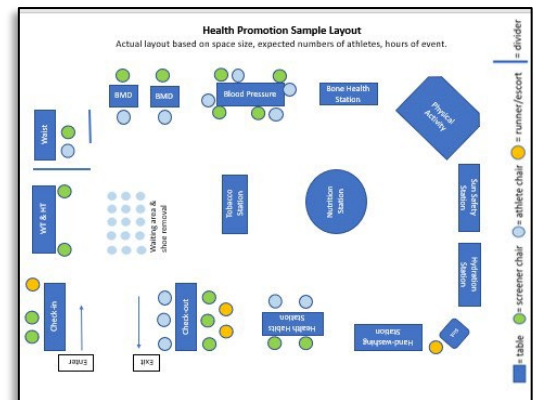 Health Promotion Sample Layout
Actual layout based on space size, expected numbers of athletes, hours of event.
BMD
BMD
Blood Pressure
Bone Health
Station
Physical
Activity
Waist
WT & HT
Waiting area &
shoe removal
Tobacco
Station
Nutrition
Station
Sun Safety
Station
Hydration
Station
Check-in
Enter
Exit
Check-out
Health Habits
Station
Hand-washing
Station
= table
= screener chair
= athlete chair
= runner/escort
= divider